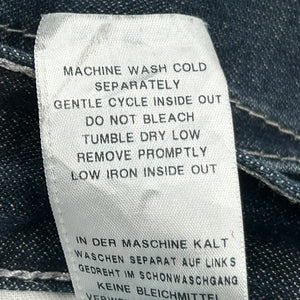 MACHINE WASH COLD
SEPARATELY
GENTLE CYCLE INSIDE OUT
DO NOT BLEACH
TUMBLE DRY LOW
REMOVE PROMPTLY
LOW IRON INSIDE OUT
IN DER MASCHINE KALT
WASCHEN SEPARAT AUF LINKS
GEDREHT IM SCHONWASCHGANG
KEINE BLEICHMITTEL